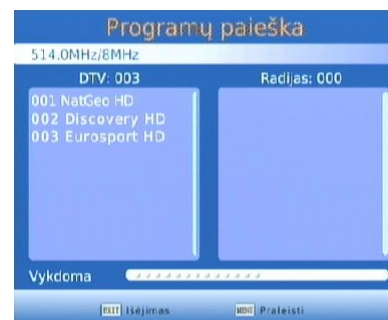 Programų paieška
514.0MHz/8MHz
DTV: 003
Radijas: 000
001 NatGeo HD
002 Discovery HD
003 Eurosport HD
Vykdoma
EXIT Išėjimas
MENU Praleisti